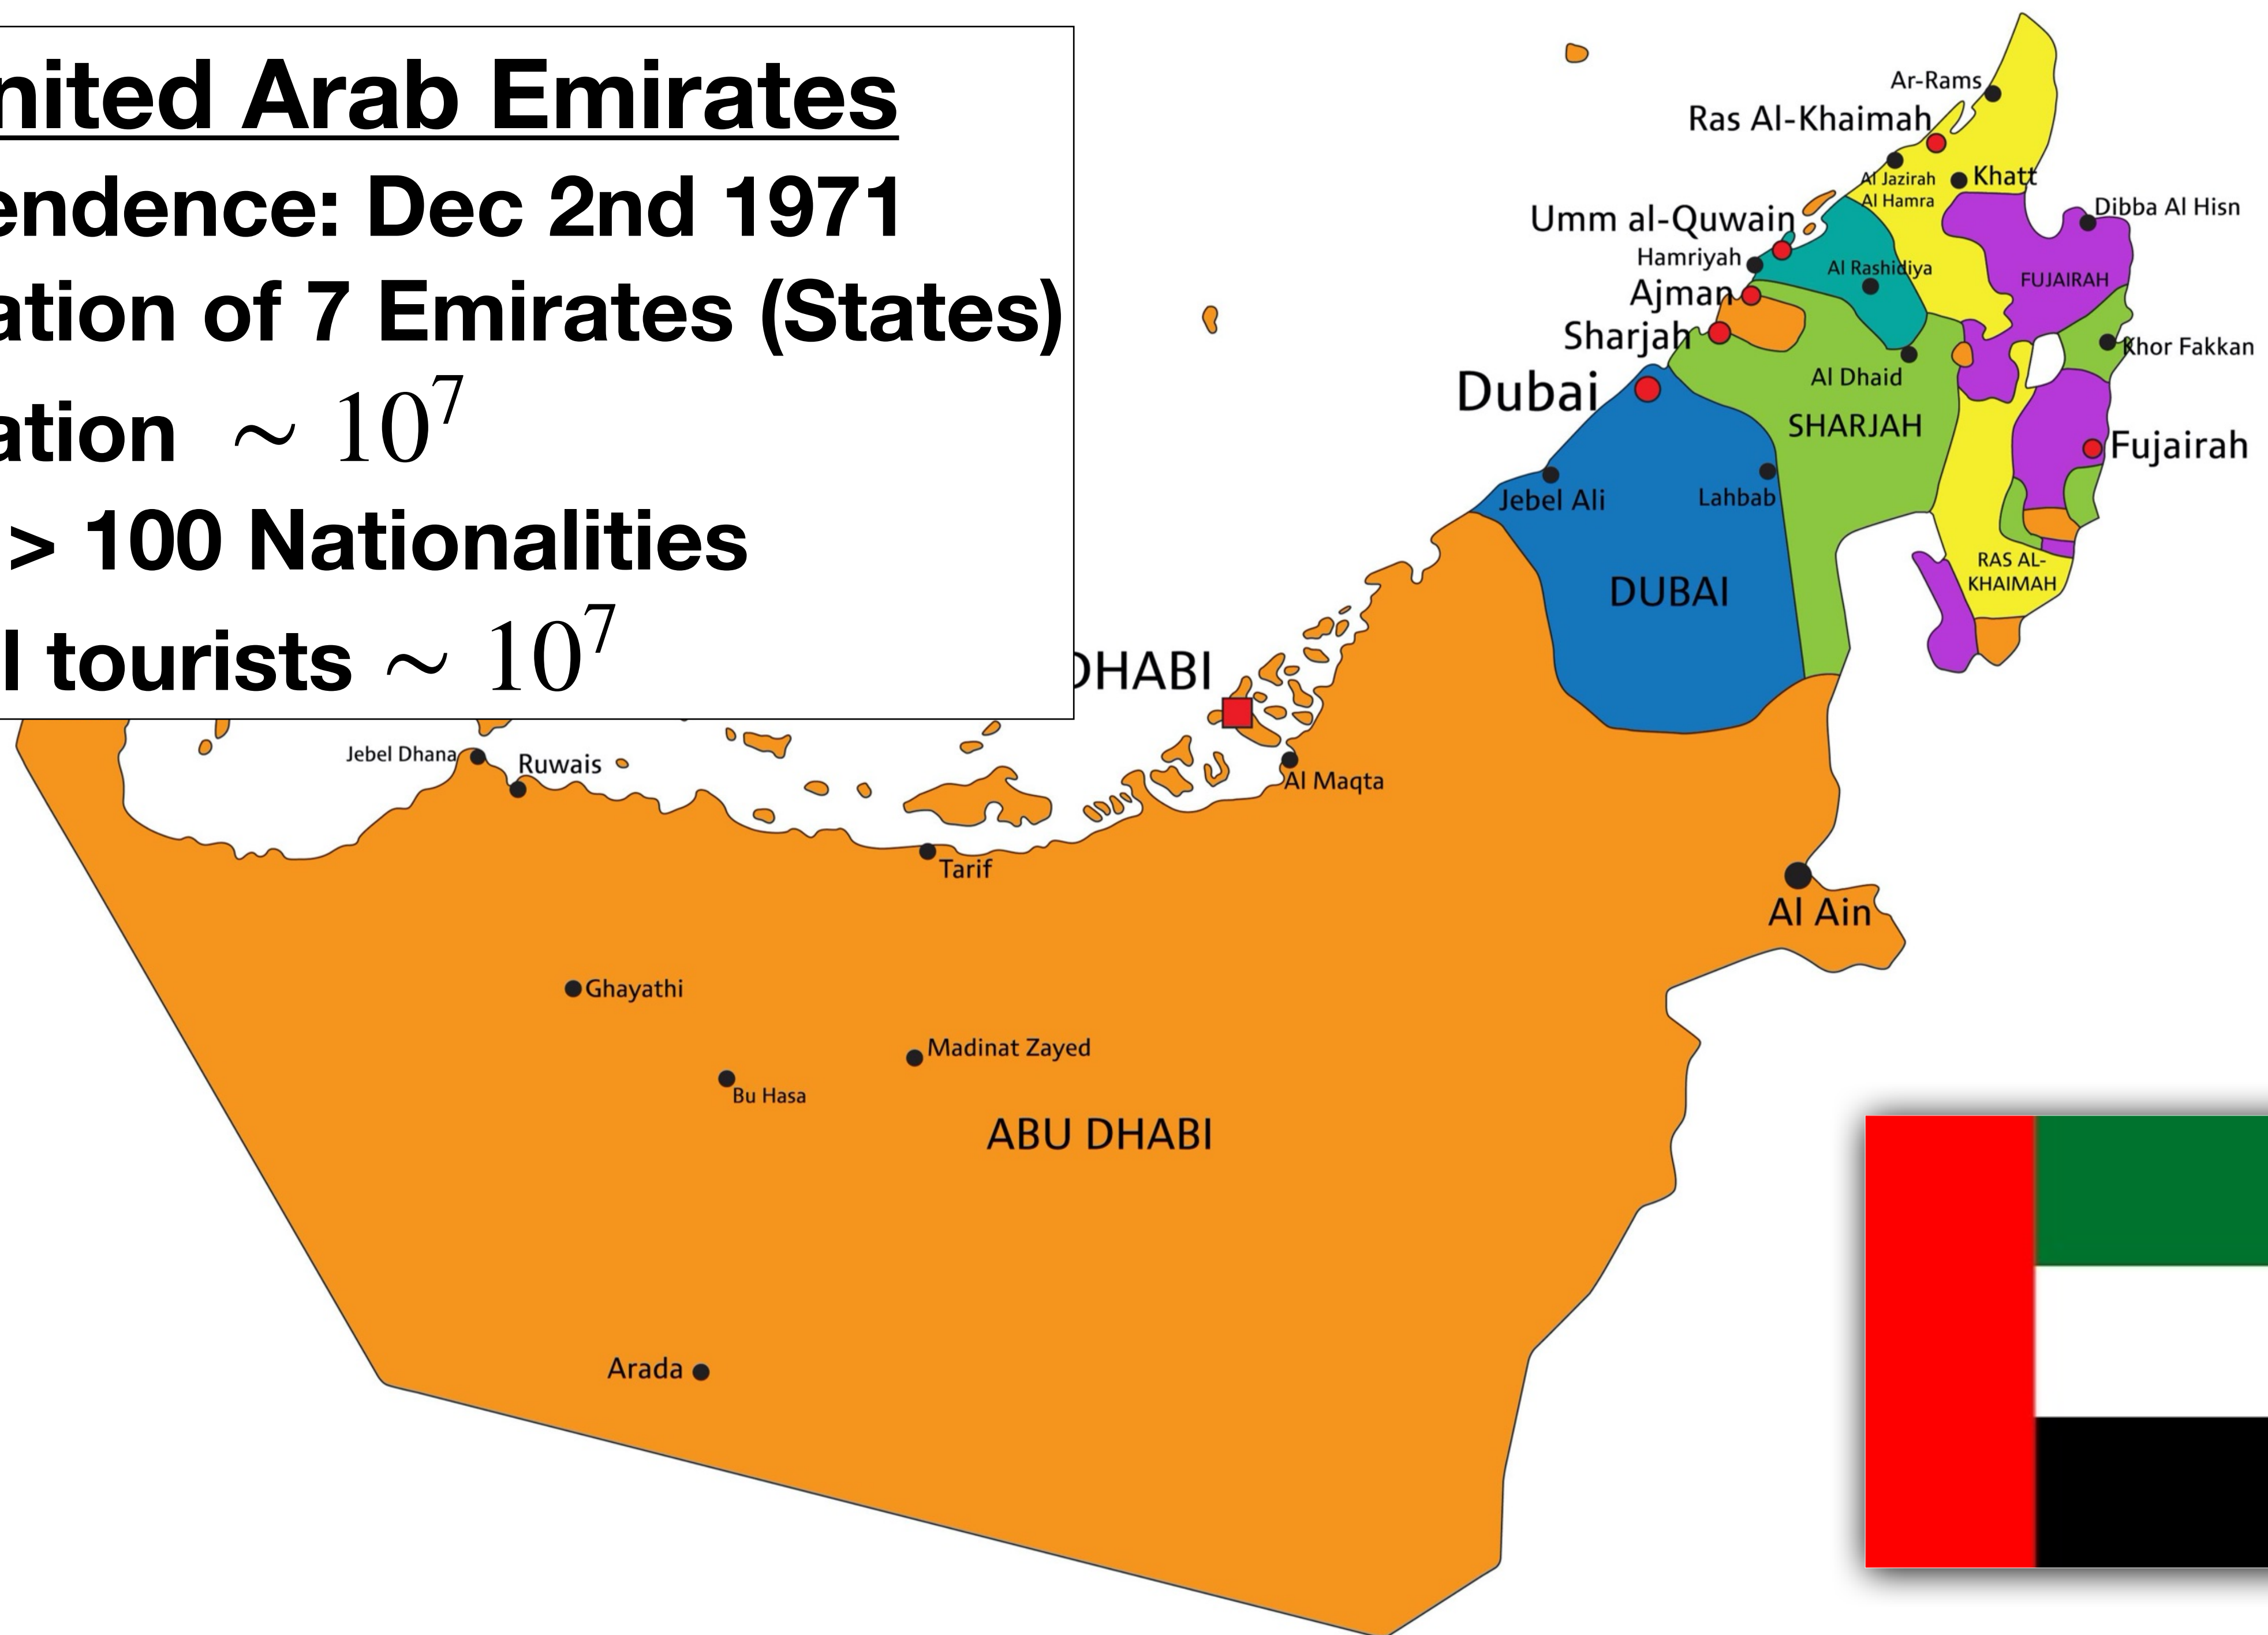 nited Arab Emirates
endence: Dec 2nd 1971
ation of 7 Emirates (States)
ation ~ 10^7
> 100 Nationalities
l tourists ~ 10^7
Ar-Rams
Ras Al-Khaimah
Al Jazirah
Al Hamra
Khatt
Dibba Al Hisn
Umm al-Quwain
Hamriyah
Al Rashidiya
FUJAIRAH
Ajman
Sharjah
Khor Fakkan
Al Dhaid
Dubai
SHARJAH
Fujairah
Jebel Ali
Lahbab
RAS AL-
KHAIMAH
DUBAI
DHABI
Jebel Dhana
Ruwais
Al Maqta
Tarif
Al Ain
Ghayathi
Madinat Zayed
Bu Hasa
ABU DHABI
Arada